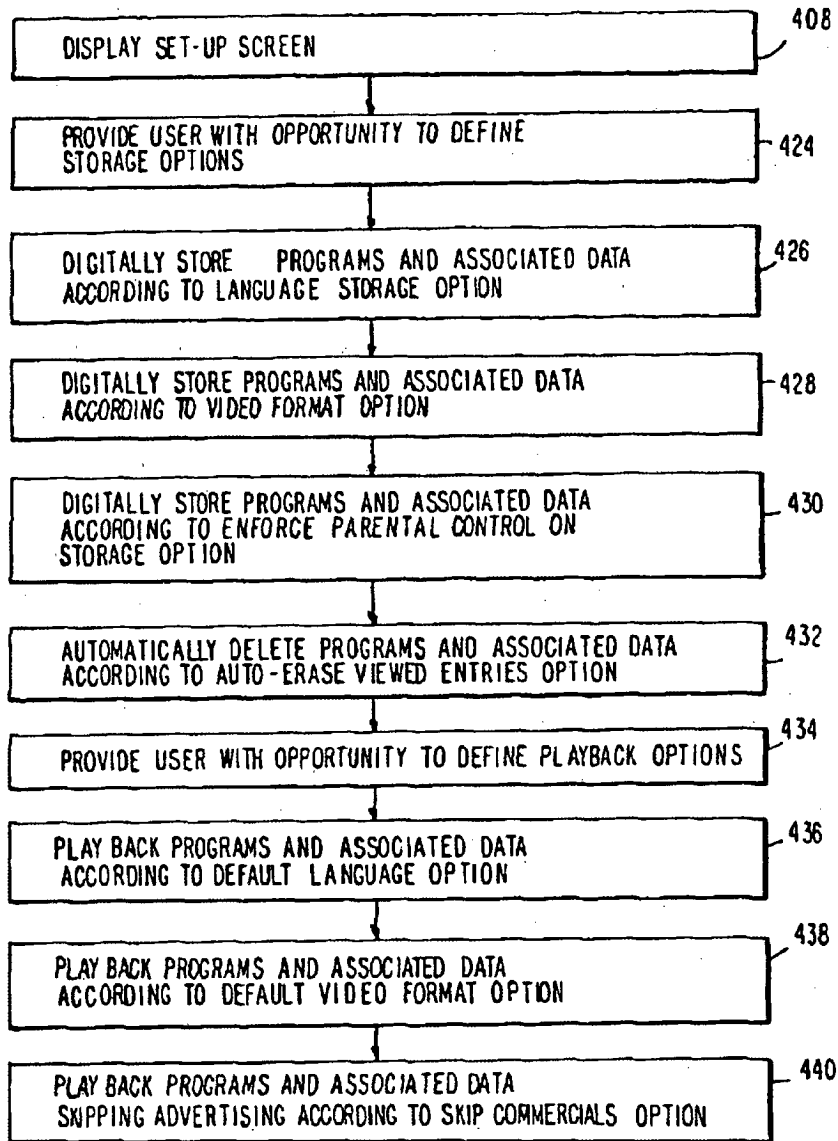 DISPLAY SET-UP SCREEN
408
PROVIDE USER WITH OPPORTUNITY TO DEFINE
STORAGE OPTIONS
424
DIGITALLY STORE PROGRAMS AND ASSOCIATED DATA
ACCORDING TO LANGUAGE STORAGE OPTION
426
DIGITALLY STORE PROGRAMS AND ASSOCIATED DATA
ACCORDING TO VIDEO FORMAT OPTION
428
DIGITALLY STORE PROGRAMS AND ASSOCIATED DATA
ACCORDING TO ENFORCE PARENTAL CONTROL ON
STORAGE OPTION
430
AUTOMATICALLY DELETE PROGRAMS AND ASSOCIATED DATA
ACCORDING TO AUTO-ERASE VIEWED ENTRIES OPTION
432
PROVIDE USER WITH OPPORTUNITY TO DEFINE PLAYBACK OPTIONS
434
PLAY BACK PROGRAMS AND ASSOCIATED DATA
ACCORDING TO DEFAULT LANGUAGE OPTION
436
PLAY BACK PROGRAMS AND ASSOCIATED DATA
ACCORDING TO DEFAULT VIDEO FORMAT OPTION
438
PLAY BACK PROGRAMS AND ASSOCIATED DATA
SKIPPING ADVERTISING ACCORDING TO SKIP COMMERCIALS OPTION
440